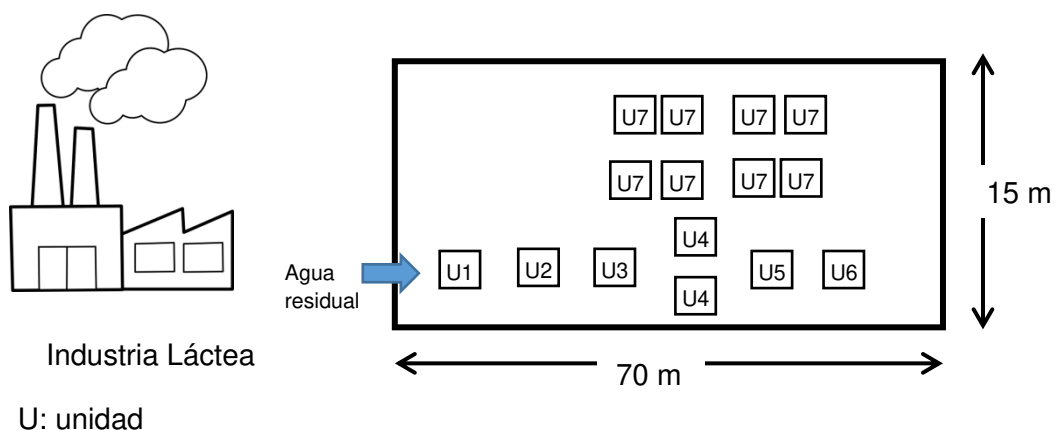 U7 U7 U7 U7
U7 U7 U7 U7
15 m
U4
Agua
residual
U1 U2 U3 U5 U6
U4
Industria Láctea
70 m
U: unidad